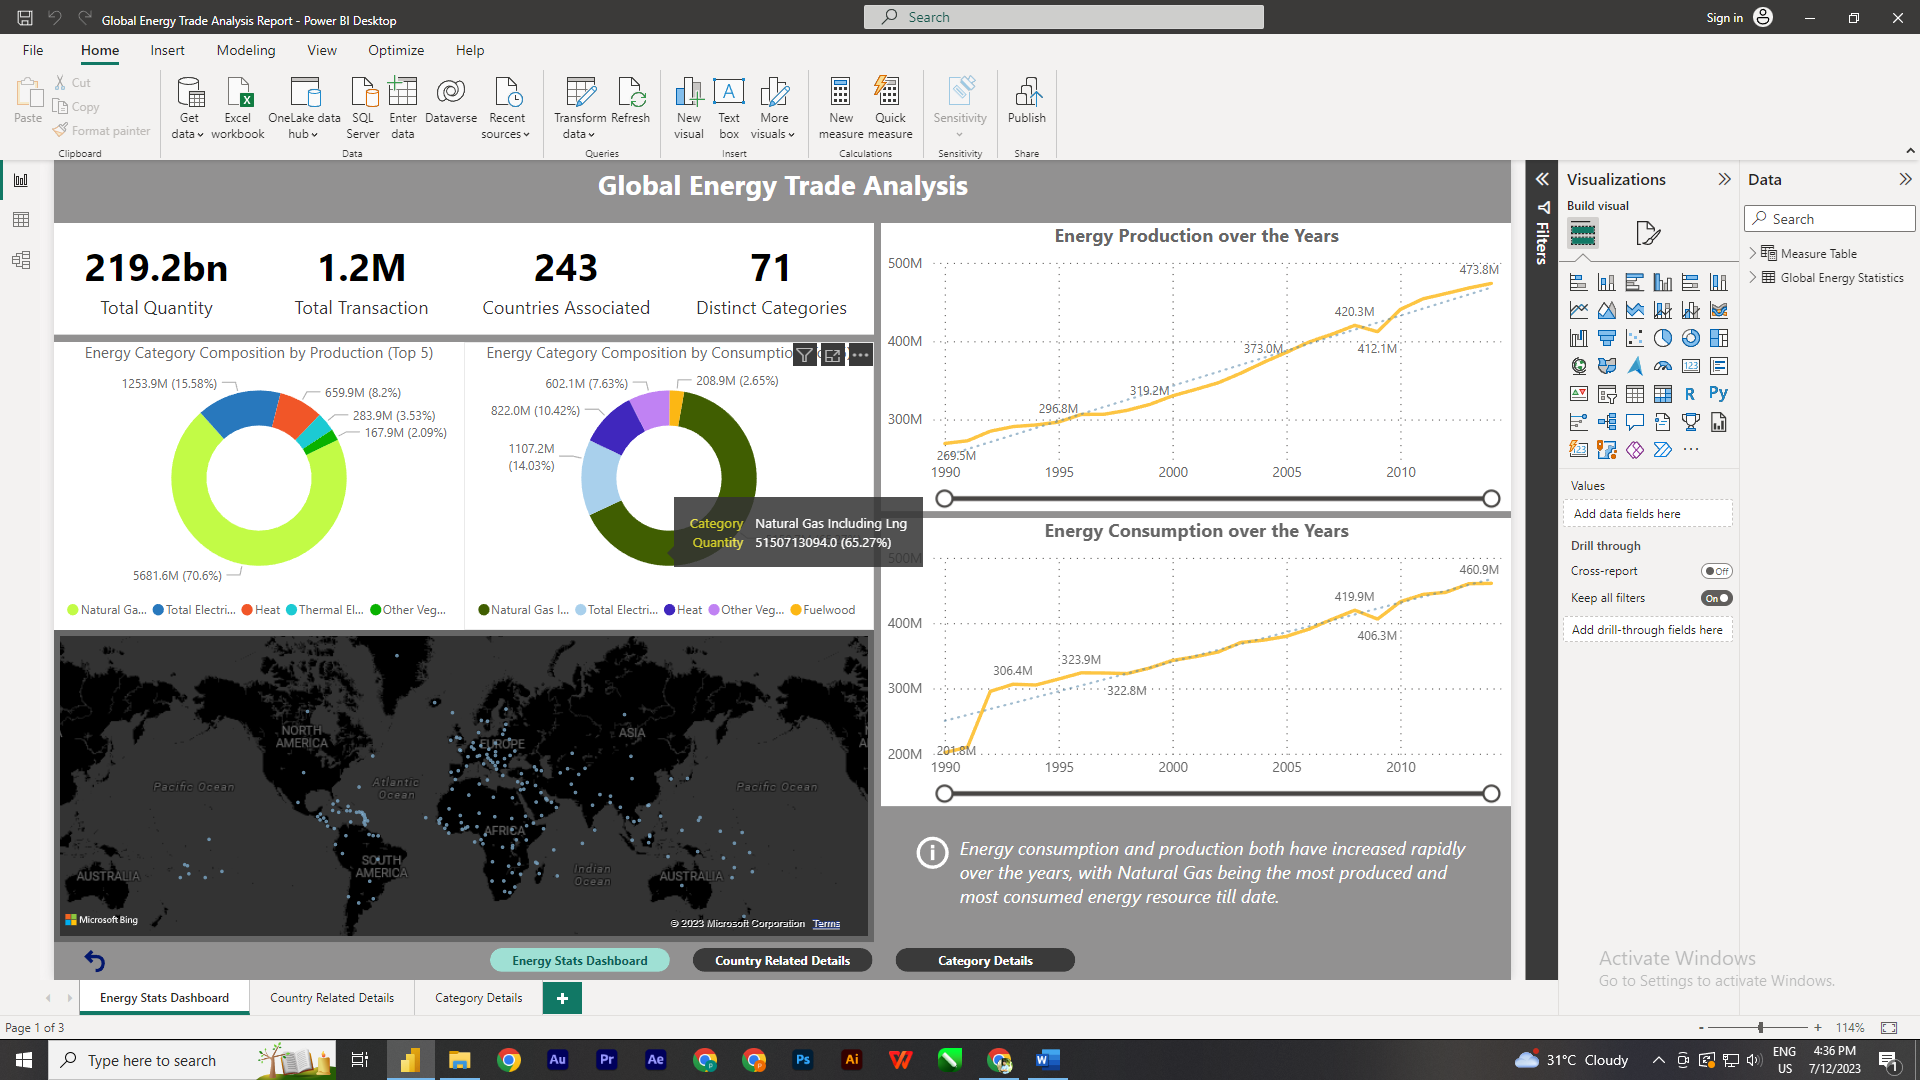 Global Energy Trade Analysis Report - Power BI Desktop
Search
Sign in
File Home Insert Modeling View Optimize Help
Paste
Cut
Copy
Format painter
Clipboard
Get data
Excel workbook
OneLake data hub
SQL Server
Enter data
Dataverse
Recent sources
Data
Transform data
Refresh
Queries
New visual
Text box
More visuals
Insert
New measure
Quick measure
Calculations
Sensitivity
Sensitivity
Publish
Share
Global Energy Trade Analysis
219.2bn
Total Quantity
1.2M
Total Transaction
243
Countries Associated
71
Distinct Categories
Energy Category Composition by Production (Top 5)
1253.9M (15.58%)
659.9M (8.2%)
283.9M (3.53%)
167.9M (2.09%)
5681.6M (70.6%)
Natural Ga... Total Electri... Heat Thermal El... Other Veg...
Energy Category Composition by Consumptio
602.1M (7.63%)
208.9M (2.65%)
822.0M (10.42%)
1107.2M
(14.03%)
Category Natural Gas Including Lng
Quantity 5150713094.0 (65.27%)
Natural Gas I... Total Electri... Heat Other Veg... Fuelwood
Energy Production over the Years
500M
473.8M
420.3M
400M
373.0M
412.1M
319.2M
296.8M
300M
269.5M
1990 1995 2000 2005 2010
Energy Consumption over the Years
500M
460.9M
419.9M
400M
406.3M
323.9M
306.4M
300M
322.8M
201.8M
200M
1990 1995 2000 2005 2010
NORTH AMERICA
EUROPE
ASIA
A
Pacific Ocean
Atlantic Ocean
Pacific Ocean
AFRICA
SOUTH AMERICA
Indian Ocean
AUSTRALIA
AUSTRALIA
Microsoft Bing
© 2023 Microsoft Corporation Terms
Energy consumption and production both have increased rapidly
over the years, with Natural Gas being the most produced and
most consumed energy resource till date.
Energy Stats Dashboard
Country Related Details
Category Details
Filters
Visualizations
Build visual
123
R
Py
123
Values
Add data fields here
Drill through
Cross-report Off
Keep all filters On
Add drill-through fields here
Data
Search
Measure Table
Global Energy Statistics
Activate Windows
Go to Settings to activate Windows.
Energy Stats Dashboard
Country Related Details
Category Details
+
Page 1 of 3
- + 114%
Type here to search
Au
Pr
Ae
Ps
Ai
31°C Cloudy
ENG
US
4:36 PM
7/12/2023
1